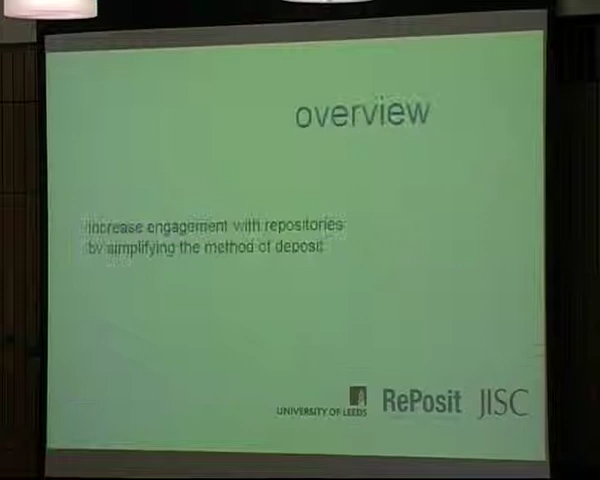 overview
increase engagement with repositories
by simplifying the method of deposit
UNIVERSITY OF LEEDS
RePosit
JISC